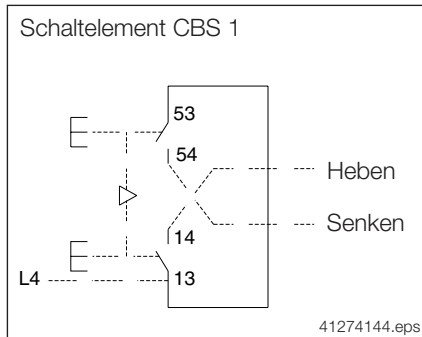 Schaltelement CBS 1
53
54
Heben
Senken
14
L4
13
41274144.eps